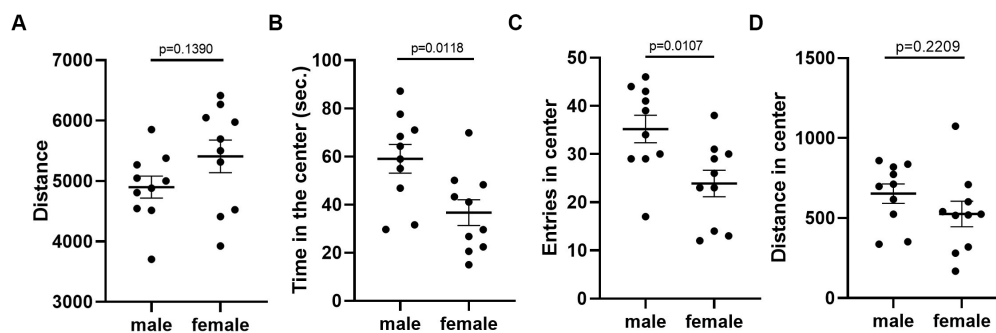 A
p=0.1390
Distance
7000
6000
5000
4000
3000
male female
B
p=0.0118
Time in the center (sec.)
100
80
60
40
20
0
male female
C
p=0.0107
Entries in center
50
40
30
20
10
0
male female
D
p=0.2209
Distance in center
1500
1000
500
0
male female